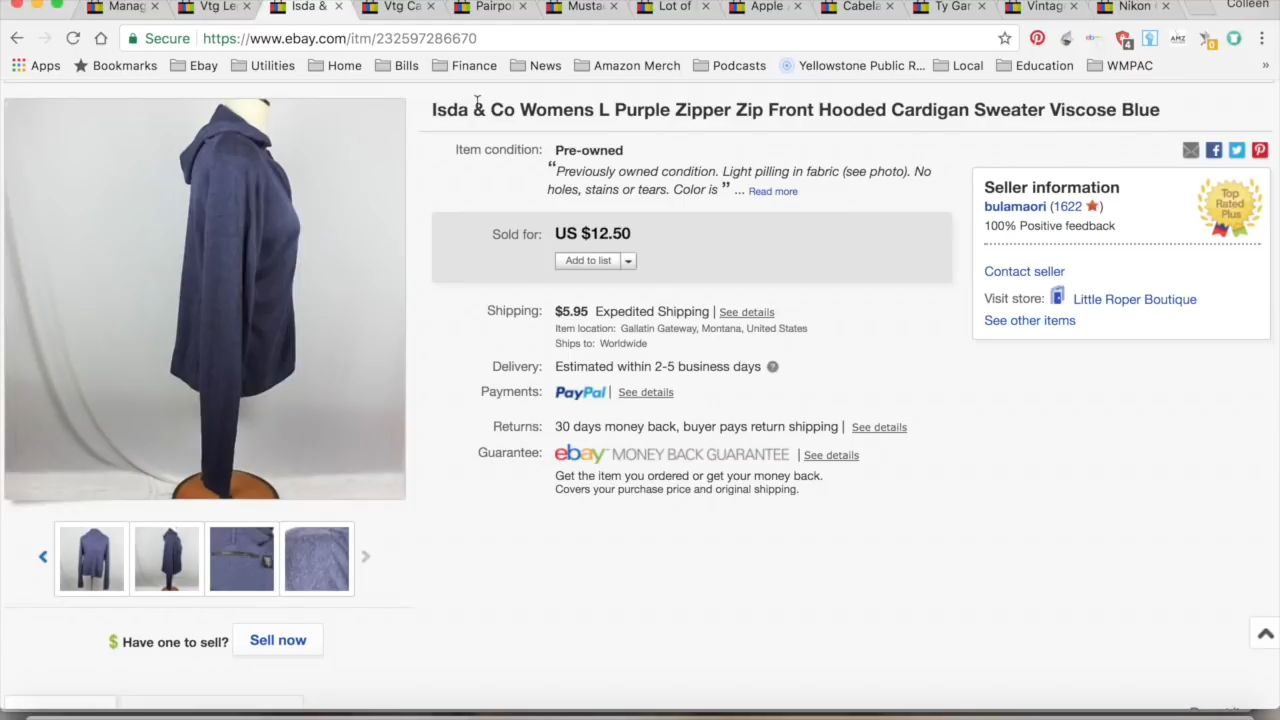 Manag
Vtg Le
Isda &
Vtg Ca
Pairpoi
Musta
Lot of
Apple
Cabela
Ty Gar
Vintag
Nikon
Colleen
Secure https://www.ebay.com/itm/232597286670
4
AMZ
0
Apps Bookmarks Ebay Utilities Home Bills Finance News Amazon Merch Podcasts Yellowstone Public R... Local Education WMPAC »
Isda & Co Womens L Purple Zipper Zip Front Hooded Cardigan Sweater Viscose Blue
Item condition: Pre-owned
“Previously owned condition. Light pilling in fabric (see photo). No
holes, stains or tears. Color is ” ... Read more
Sold for: US $12.50
Add to list
Shipping: $5.95 Expedited Shipping | See details
Item location: Gallatin Gateway, Montana, United States
Ships to: Worldwide
Delivery: Estimated within 2-5 business days
Payments: PayPal | See details
Returns: 30 days money back, buyer pays return shipping | See details
Guarantee: ebay MONEY BACK GUARANTEE | See details
Get the item you ordered or get your money back.
Covers your purchase price and original shipping.
Seller information
bulamaori (1622)
100% Positive feedback
Top
Rated
Plus
Contact seller
Visit store: Little Roper Boutique
See other items
Have one to sell? Sell now